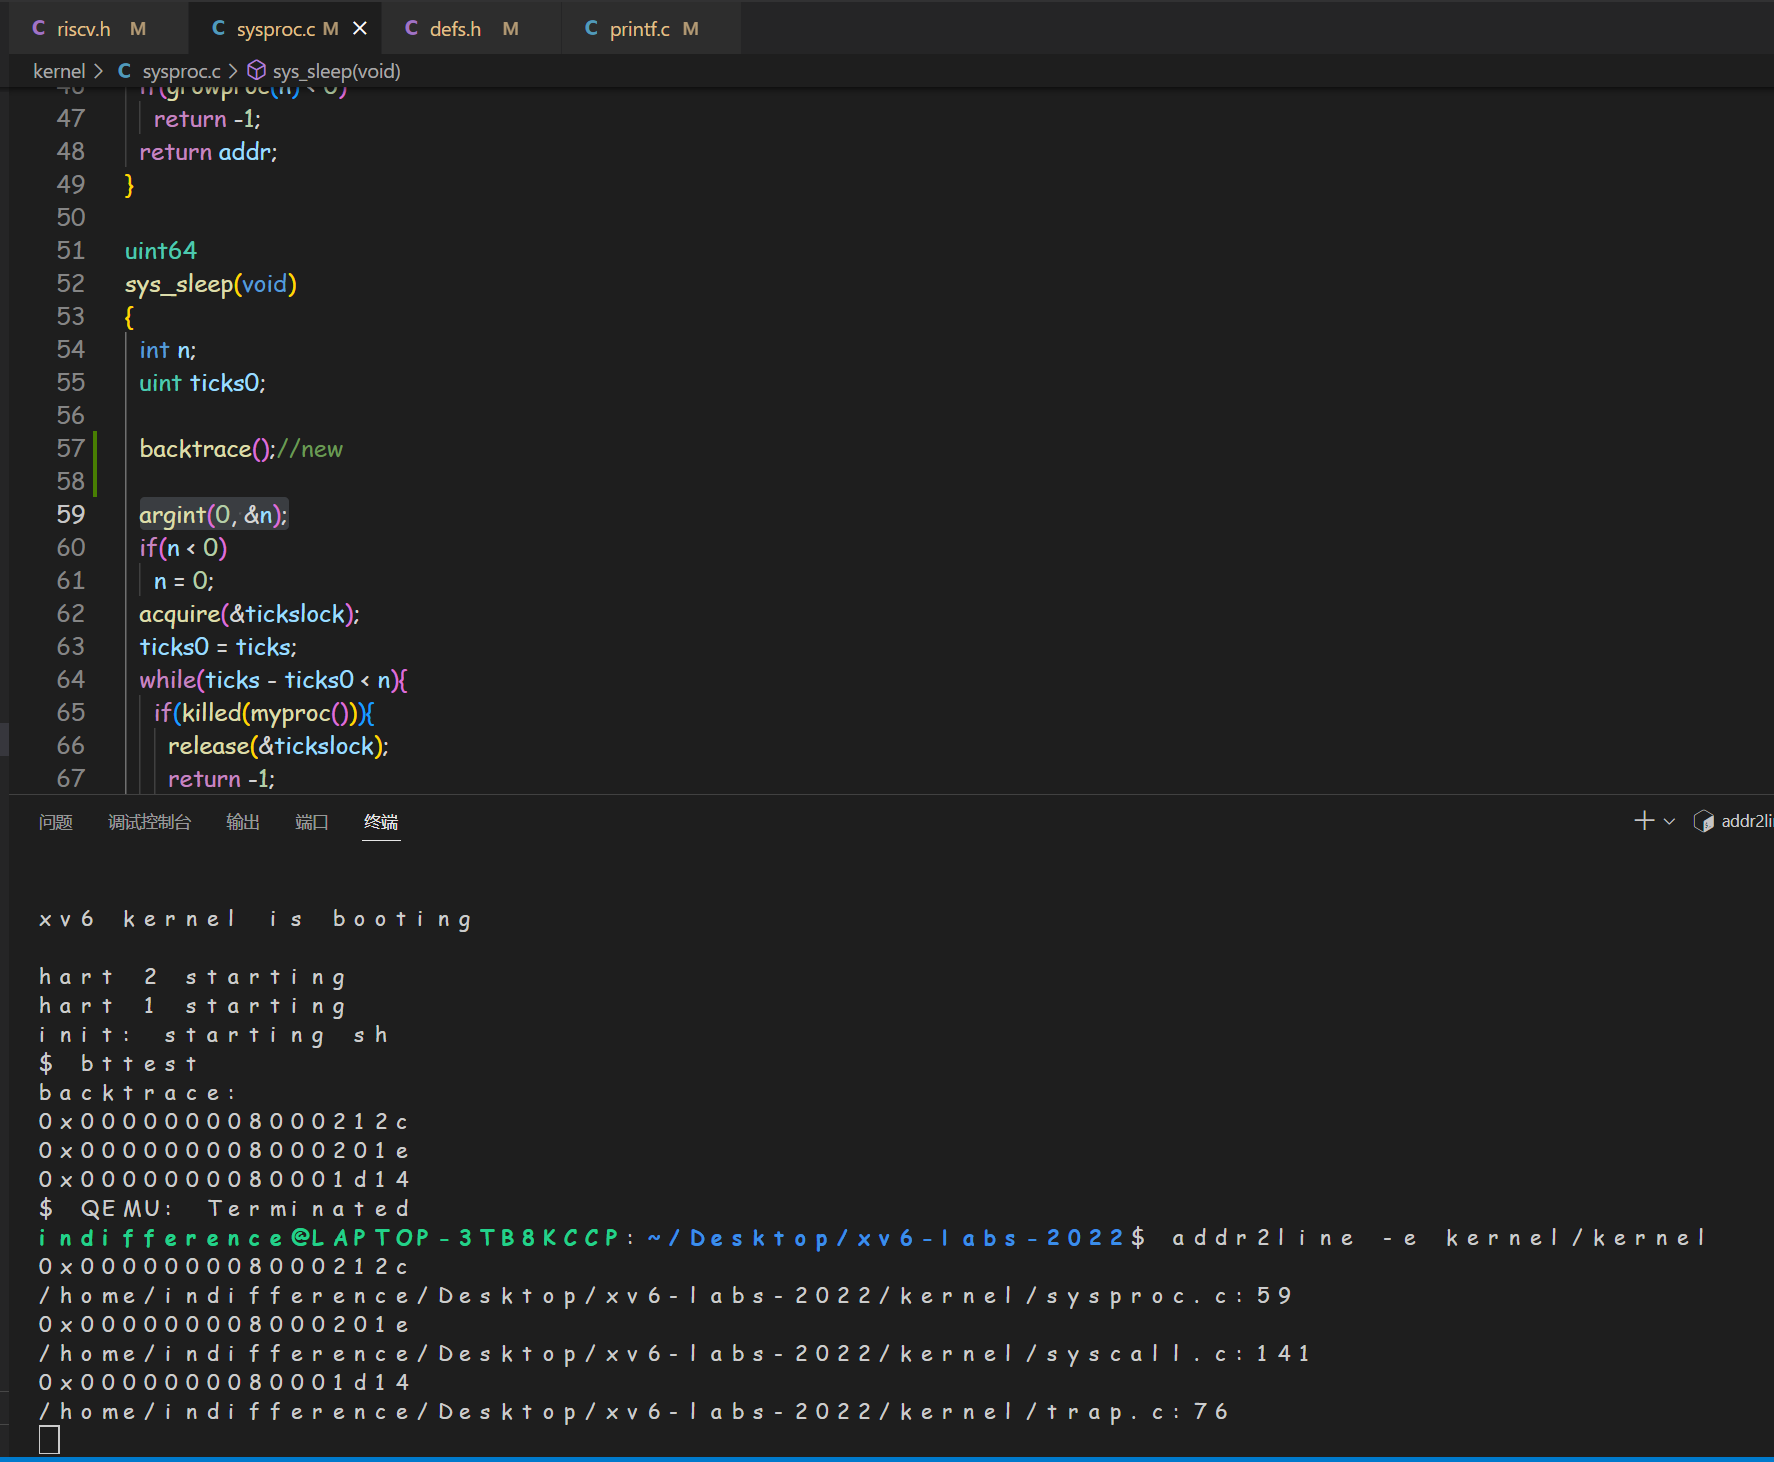 C riscv.h M C sysproc.c M × C defs.h M C printf.c M
kernel > C sysproc.c > sys_sleep(void)
46 if(growproc(n) < 0)
47 return -1;
48 return addr;
49 }
50
51 uint64
52 sys_sleep(void)
53 {
54 int n;
55 uint ticks0;
56
57 backtrace();//new
58
59 argint(0, &n);
60 if(n < 0)
61 n = 0;
62 acquire(&tickslock);
63 ticks0 = ticks;
64 while(ticks - ticks0 < n){
65 if(killed(myproc())){
66 release(&tickslock);
67 return -1;
问题 调试控制台 输出 端口 终端 addr2li
xv6 kernel is booting
hart 2 starting
hart 1 starting
init: starting sh
$ bttest
backtrace:
0x000000008000212c
0x000000008000201e
0x0000000080001d14
$ QEMU: Terminated
indifference@LAPTOP-3TB8KCCP:~/Desktop/xv6-labs-2022$ addr2line -e kernel/kernel
0x000000008000212c
/home/indifference/Desktop/xv6-labs-2022/kernel/sysproc.c:59
0x000000008000201e
/home/indifference/Desktop/xv6-labs-2022/kernel/syscall.c:141
0x0000000080001d14
/home/indifference/Desktop/xv6-labs-2022/kernel/trap.c:76